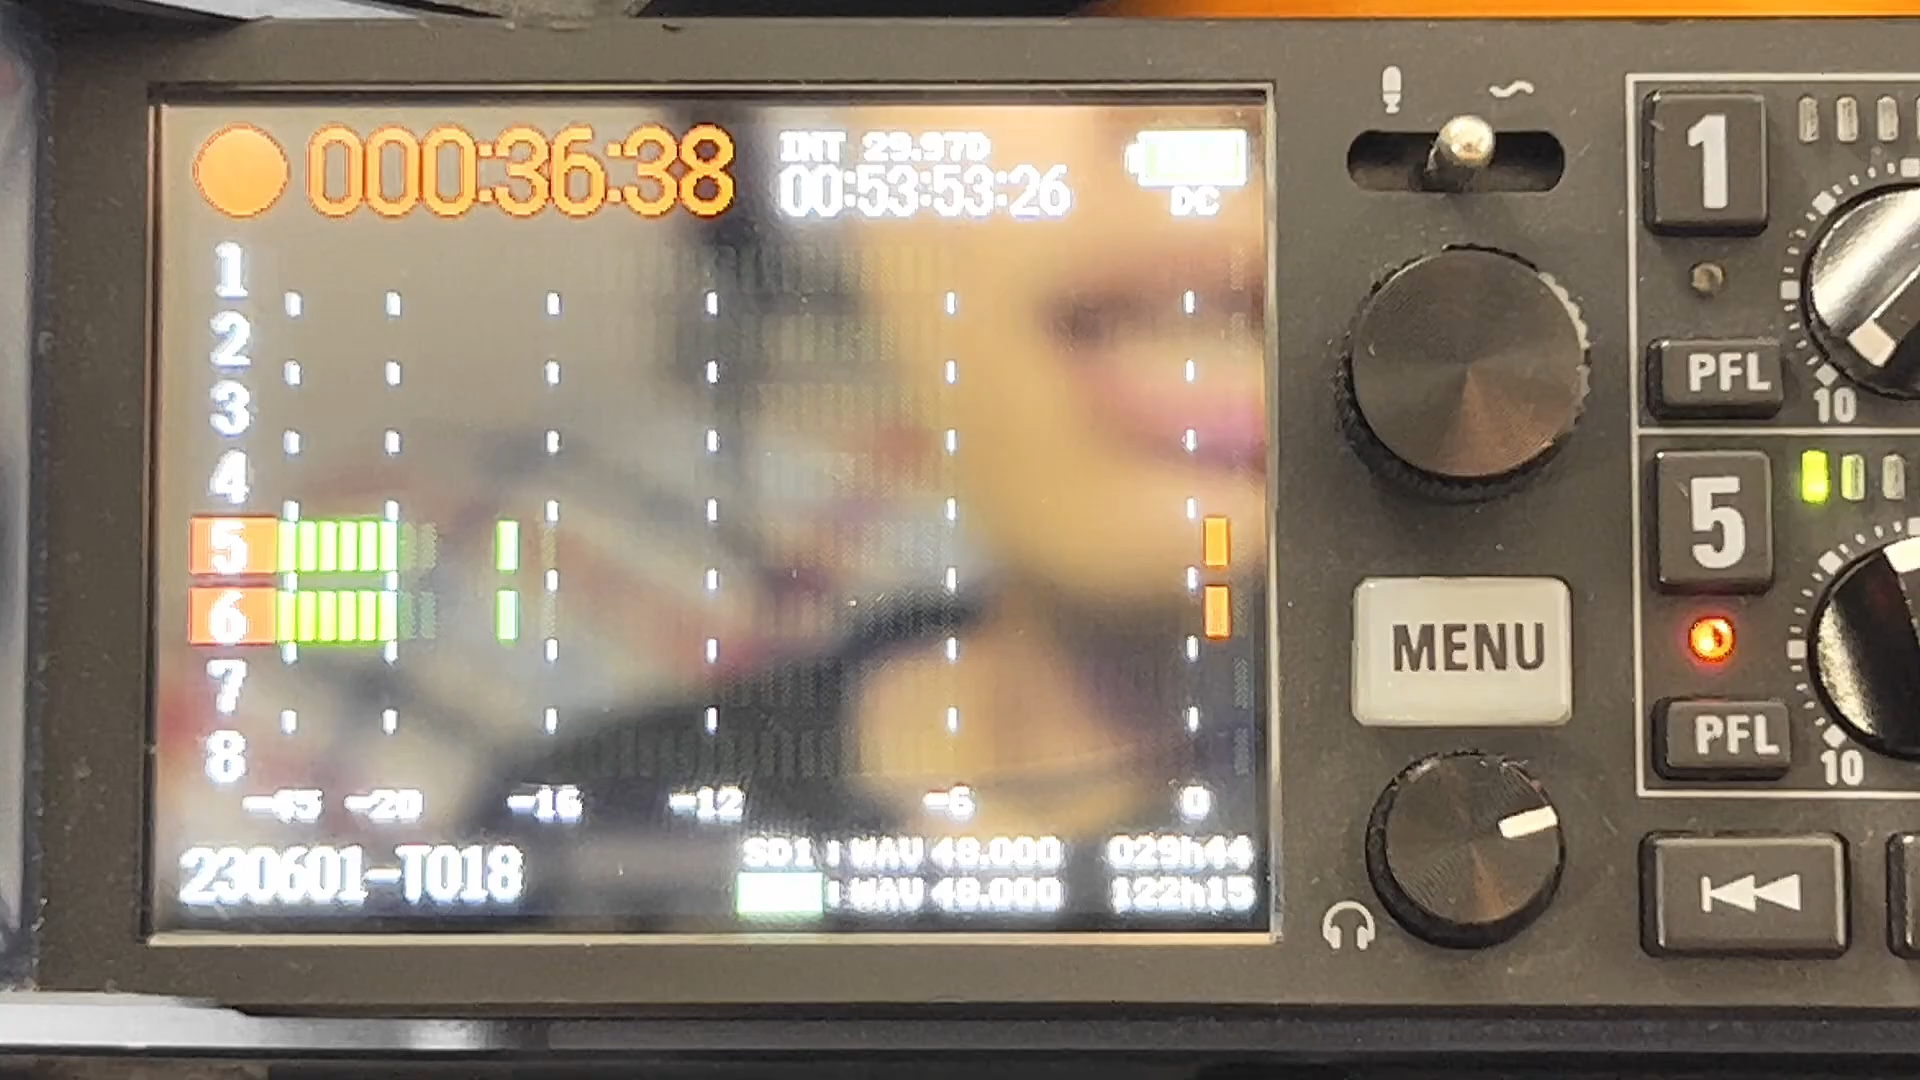 000:36:38
INT 29.97D
00:53:53:26
DC
1
2
3
4
5
6
7
8
-45 -20 -16 -12 -6 0
230601-T018
SD1: WAV 48.000 029h44
: WAV 48.000 122h15
MENU
1
PFL
10
5
PFL
10